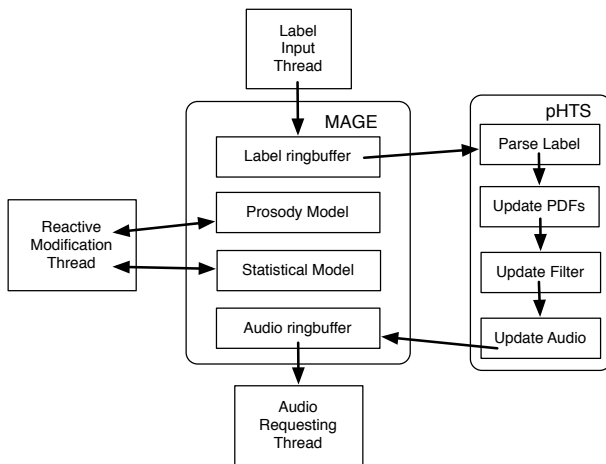 Label
Input
Thread
MAGE
pHTS
Label ringbuffer
Parse Label
Prosody Model
Update PDFs
Reactive
Modification
Thread
Statistical Model
Update Filter
Audio ringbuffer
Update Audio
Audio
Requesting
Thread